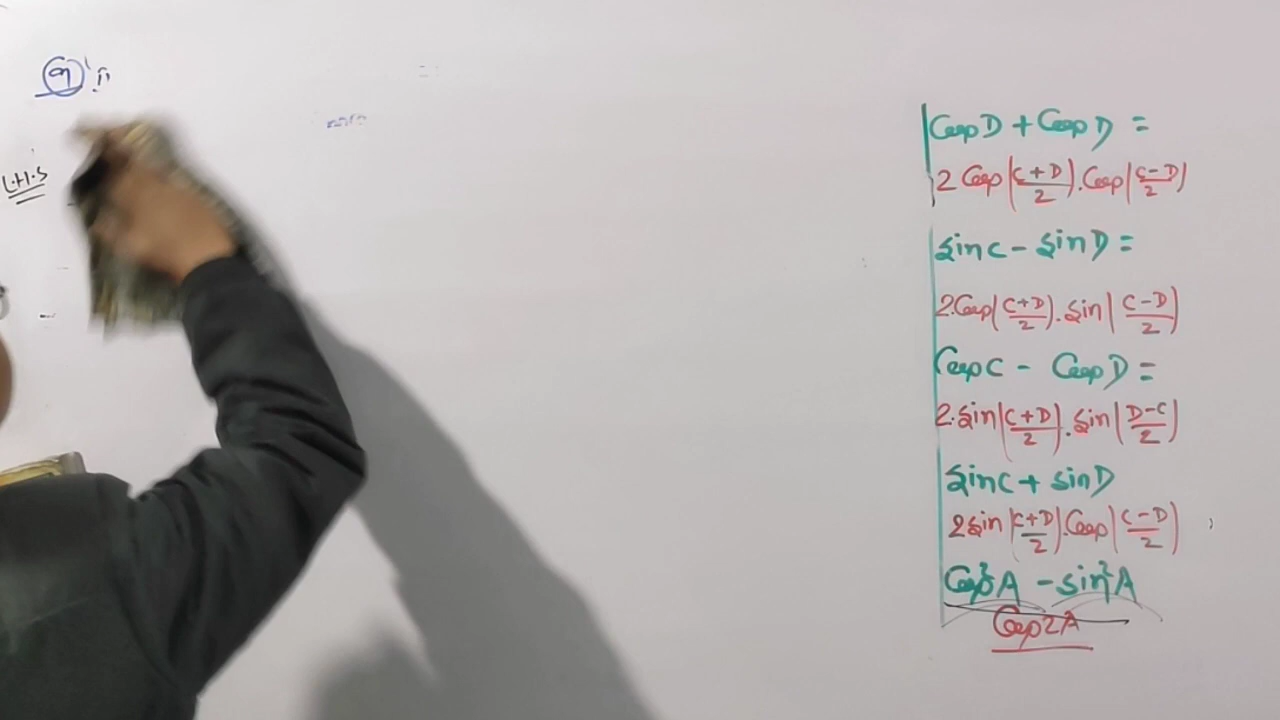 L.H.S
CosD + CosD =
2 Cos(C+D/2).Cos(C-D/2)
sinC - sinD =
2.Cos(C+D/2).sin(C-D/2)
CosC - CosD =
2.sin(C+D/2).sin(D-C/2)
sinC + sinD
2sin(C+D/2).Cos(C-D/2)
Cos²A - sin²A
Cos2A